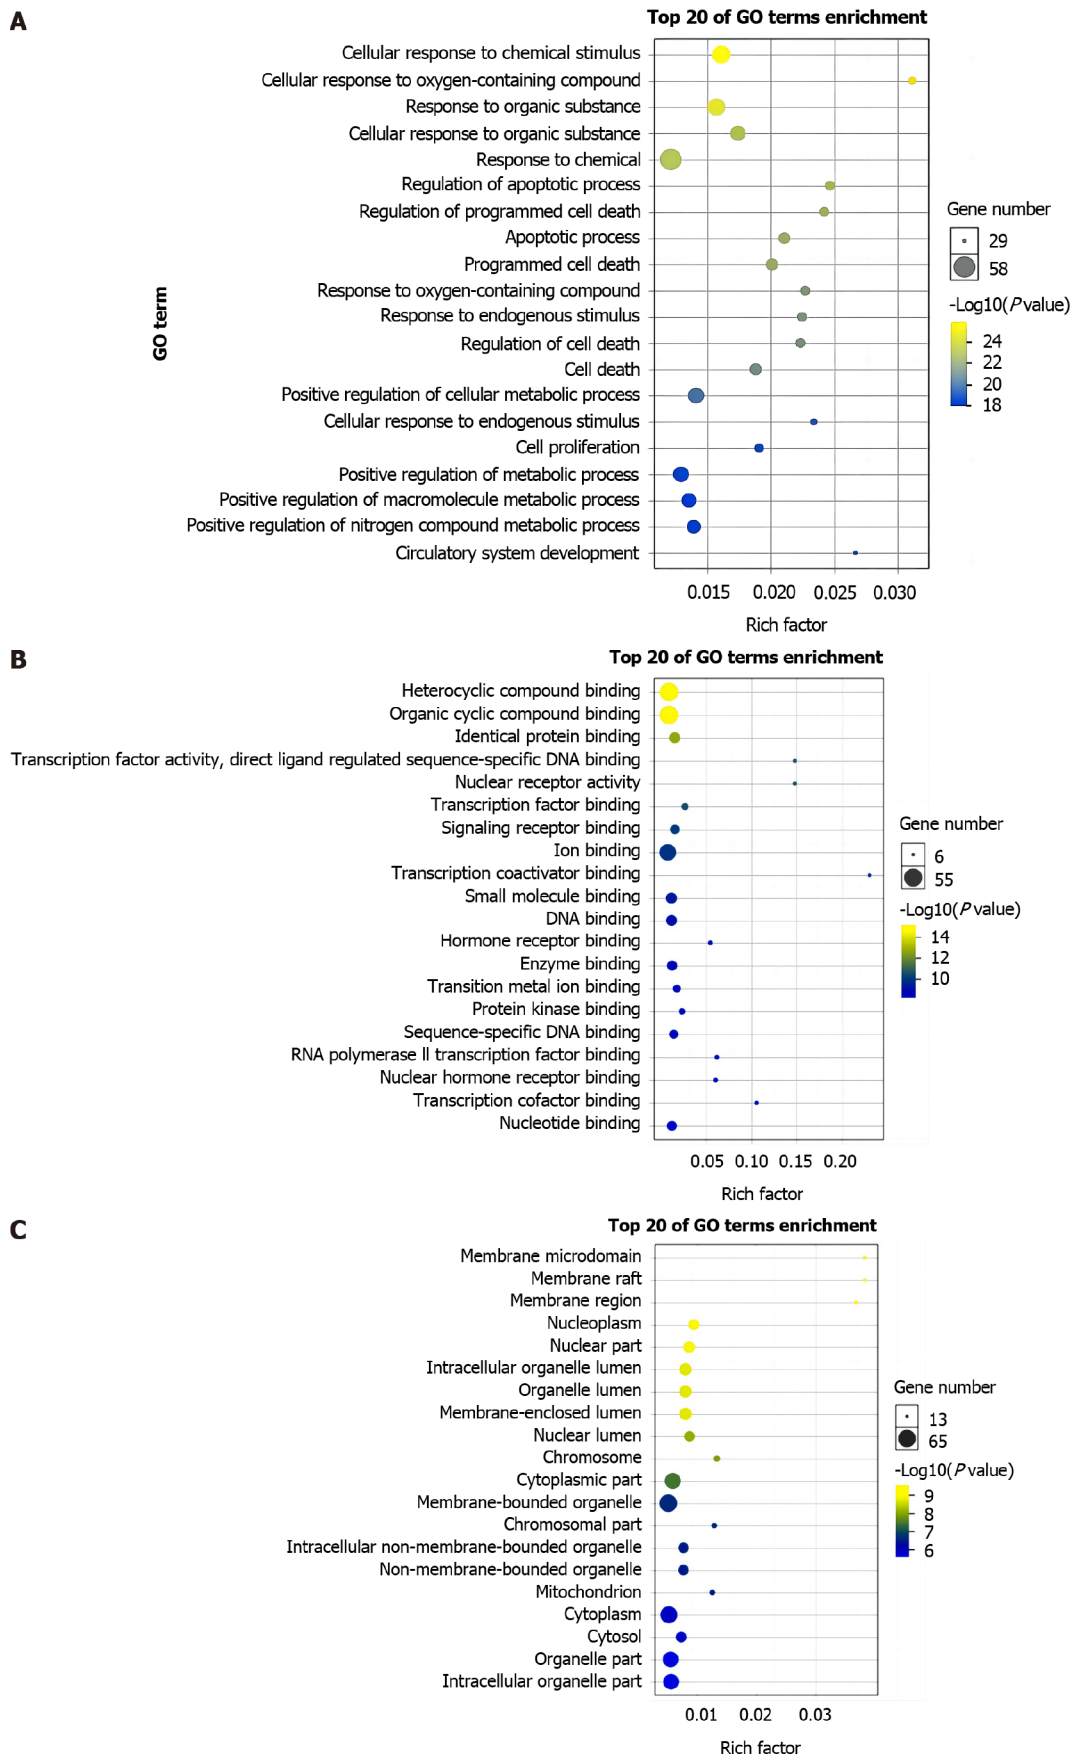 A
Top 20 of GO terms enrichment
GO term
Cellular response to chemical stimulus
Cellular response to oxygen-containing compound
Response to organic substance
Cellular response to organic substance
Response to chemical
Regulation of apoptotic process
Regulation of programmed cell death
Apoptotic process
Programmed cell death
Response to oxygen-containing compound
Response to endogenous stimulus
Regulation of cell death
Cell death
Positive regulation of cellular metabolic process
Cellular response to endogenous stimulus
Cell proliferation
Positive regulation of metabolic process
Positive regulation of macromolecule metabolic process
Positive regulation of nitrogen compound metabolic process
Circulatory system development
0.015 0.020 0.025 0.030
Rich factor
Gene number
29
58
-Log10(P value)
24
22
20
18
B
Top 20 of GO terms enrichment
Heterocyclic compound binding
Organic cyclic compound binding
Identical protein binding
Transcription factor activity, direct ligand regulated sequence-specific DNA binding
Nuclear receptor activity
Transcription factor binding
Signaling receptor binding
Ion binding
Transcription coactivator binding
Small molecule binding
DNA binding
Hormone receptor binding
Enzyme binding
Transition metal ion binding
Protein kinase binding
Sequence-specific DNA binding
RNA polymerase II transcription factor binding
Nuclear hormone receptor binding
Transcription cofactor binding
Nucleotide binding
0.05 0.10 0.15 0.20
Rich factor
Gene number
6
55
-Log10(P value)
14
12
10
C
Top 20 of GO terms enrichment
Membrane microdomain
Membrane raft
Membrane region
Nucleoplasm
Nuclear part
Intracellular organelle lumen
Organelle lumen
Membrane-enclosed lumen
Nuclear lumen
Chromosome
Cytoplasmic part
Membrane-bounded organelle
Chromosomal part
Intracellular non-membrane-bounded organelle
Non-membrane-bounded organelle
Mitochondrion
Cytoplasm
Cytosol
Organelle part
Intracellular organelle part
0.01 0.02 0.03
Rich factor
Gene number
13
65
-Log10(P value)
9
8
7
6